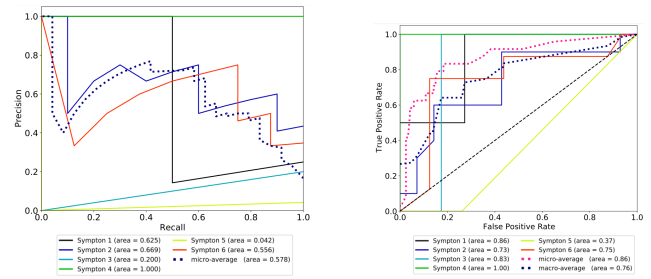 1.0
0.8
0.6
0.4
0.2
0.0
Precision
0.0 0.2 0.4 0.6 0.8 1.0
Recall
Sympton 1 (area = 0.625)
Sympton 2 (area = 0.669)
Sympton 3 (area = 0.200)
Sympton 4 (area = 1.000)
Sympton 5 (area = 0.042)
Sympton 6 (area = 0.556)
micro-average (area = 0.578)
1.0
0.8
0.6
0.4
0.2
0.0
True Positive Rate
0.0 0.2 0.4 0.6 0.8 1.0
False Positive Rate
Sympton 1 (area = 0.86)
Sympton 2 (area = 0.73)
Sympton 3 (area = 0.83)
Sympton 4 (area = 1.00)
Sympton 5 (area = 0.37)
Sympton 6 (area = 0.75)
micro-average (area = 0.86)
macro-average (area = 0.76)